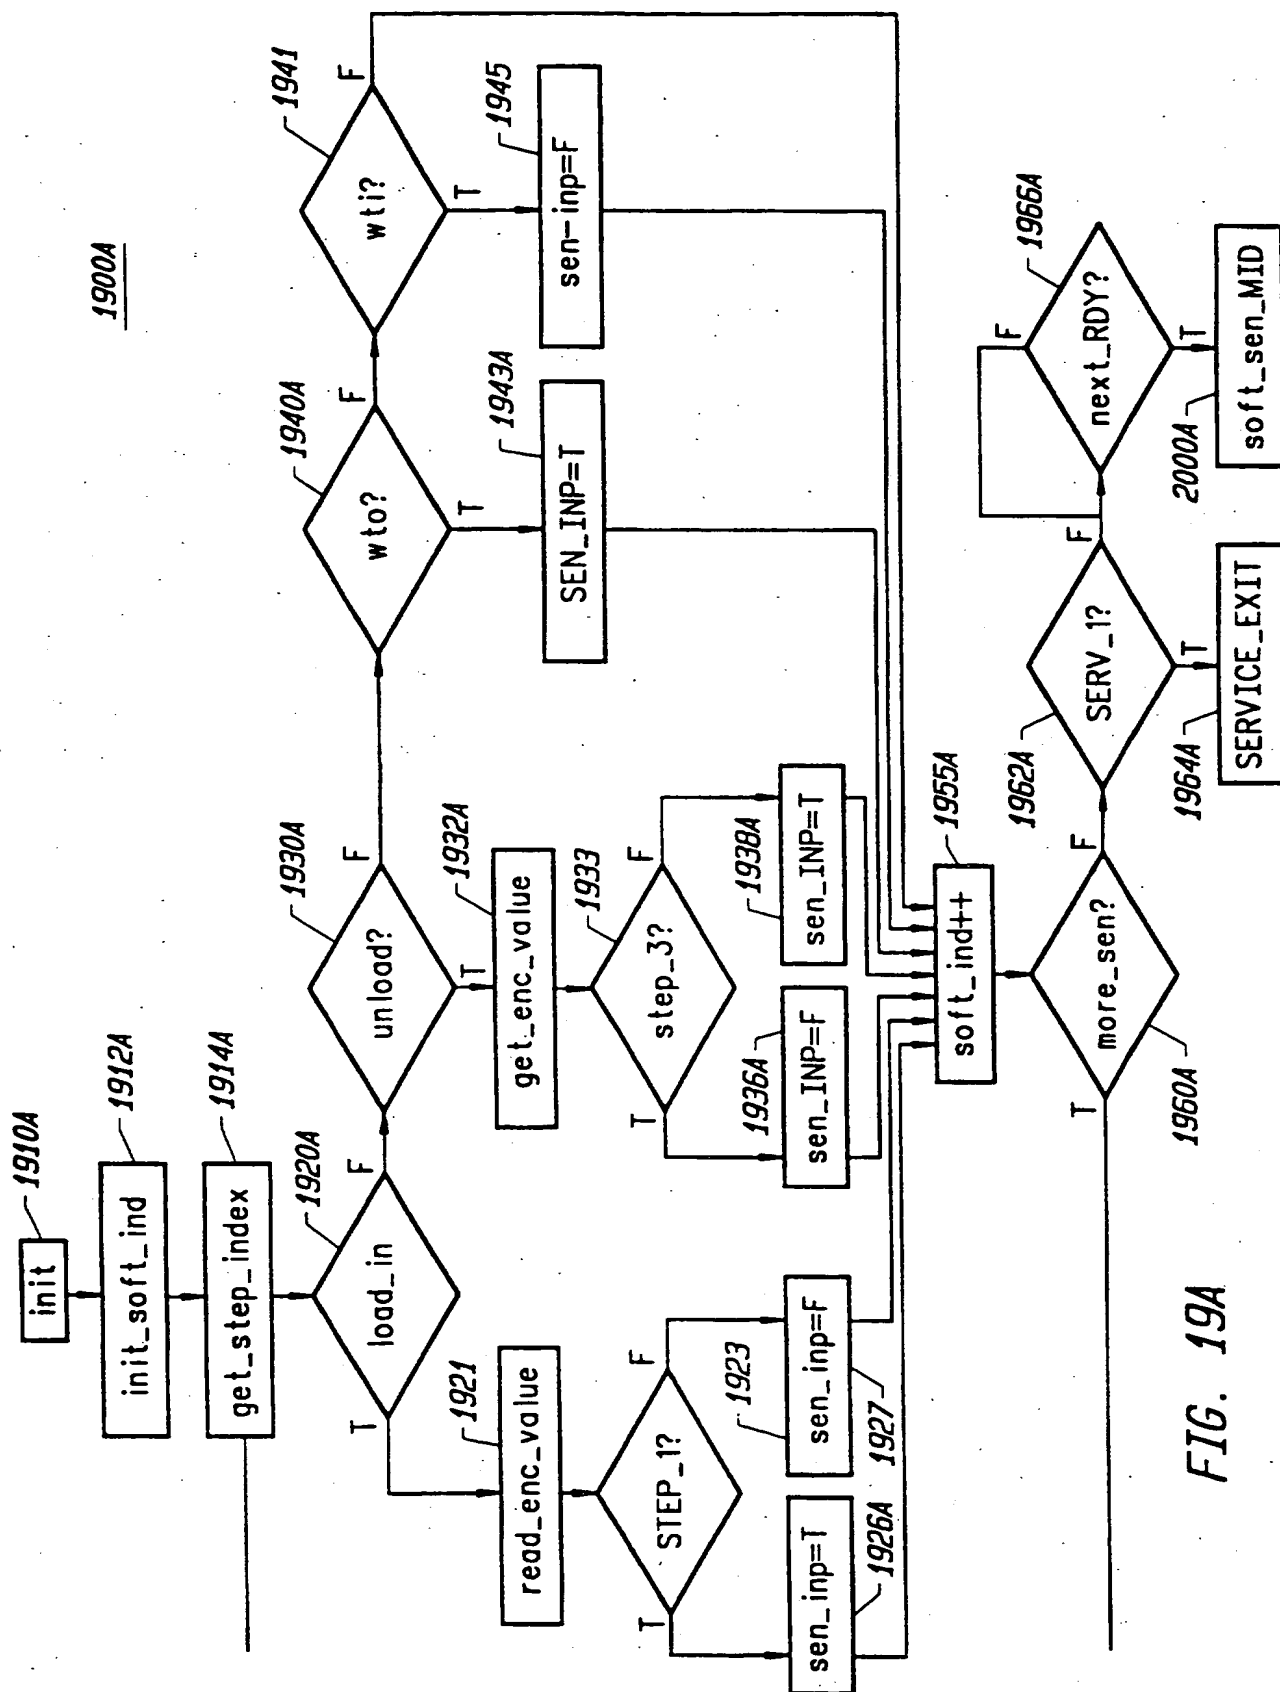 1900A
init
1910A
init_soft_ind
1912A
get_step_index
1914A
load_in
1920A
T
F
read_enc_value
1921
STEP_1?
1923
T
F
sen_inp=T
1926A
sen_inp=F
1927
unload?
1930A
T
F
get_enc_value
1932A
step_3?
1933
T
F
sen_INP=F
1936A
sen_INP=T
1938A
wto?
1940A
T
F
SEN_INP=T
1943A
wti?
1941
T
F
sen-inp=F
1945
soft_ind++
1955A
more_sen?
1960A
T
F
SERV_1?
1962A
T
F
SERVICE_EXIT
1964A
next_RDY?
1966A
F
T
soft_sen_MID
2000A
FIG. 19A